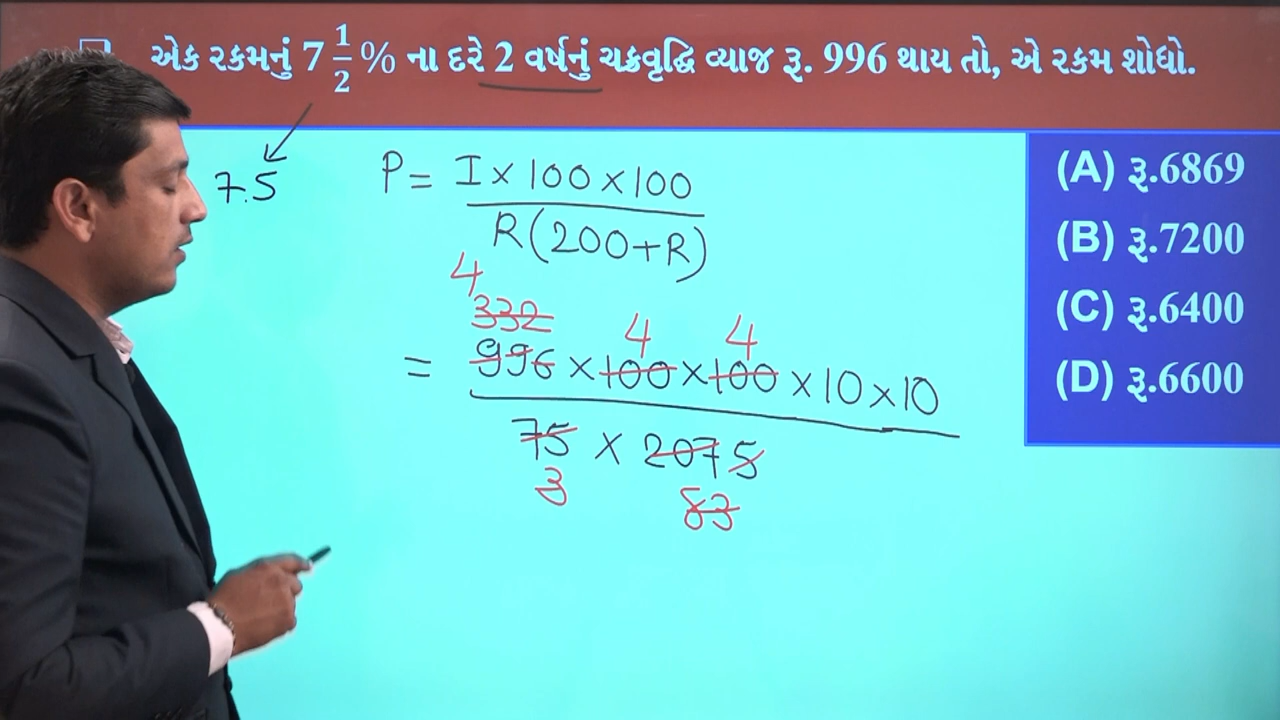 એક રકમનું 7 1/2 % ના દરે 2 વર્ષનું ચક્રવૃદ્ધિ વ્યાજ રૂ. 996 થાય તો, એ રકમ શોધો.
7.5
P = I × 100 × 100
R(200+R)
4
332 4 4
= 996 × 100 × 100 × 10 × 10
75 × 2075
3 83
(A) રૂ.6869
(B) રૂ.7200
(C) રૂ.6400
(D) રૂ.6600